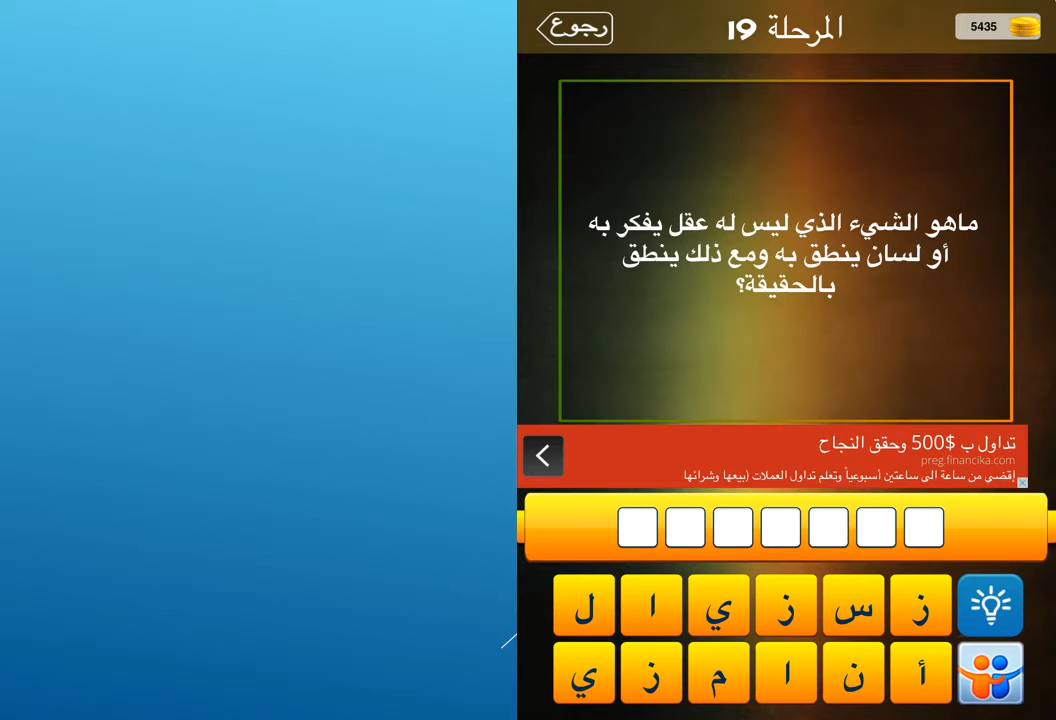 رجوع المرحلة 19 5435
ماهو الشيء الذي ليس له عقل يفكر به
أو لسان ينطق به ومع ذلك ينطق
بالحقيقة؟
تداول ب $500 وحقق النجاح
preg.financika.com
إقضي من ساعة الى ساعتين أسبوعياً وتعلم تداول العملات (بيعها وشرائها
ز س ز ي ا ل
أ ن ا م ز ي